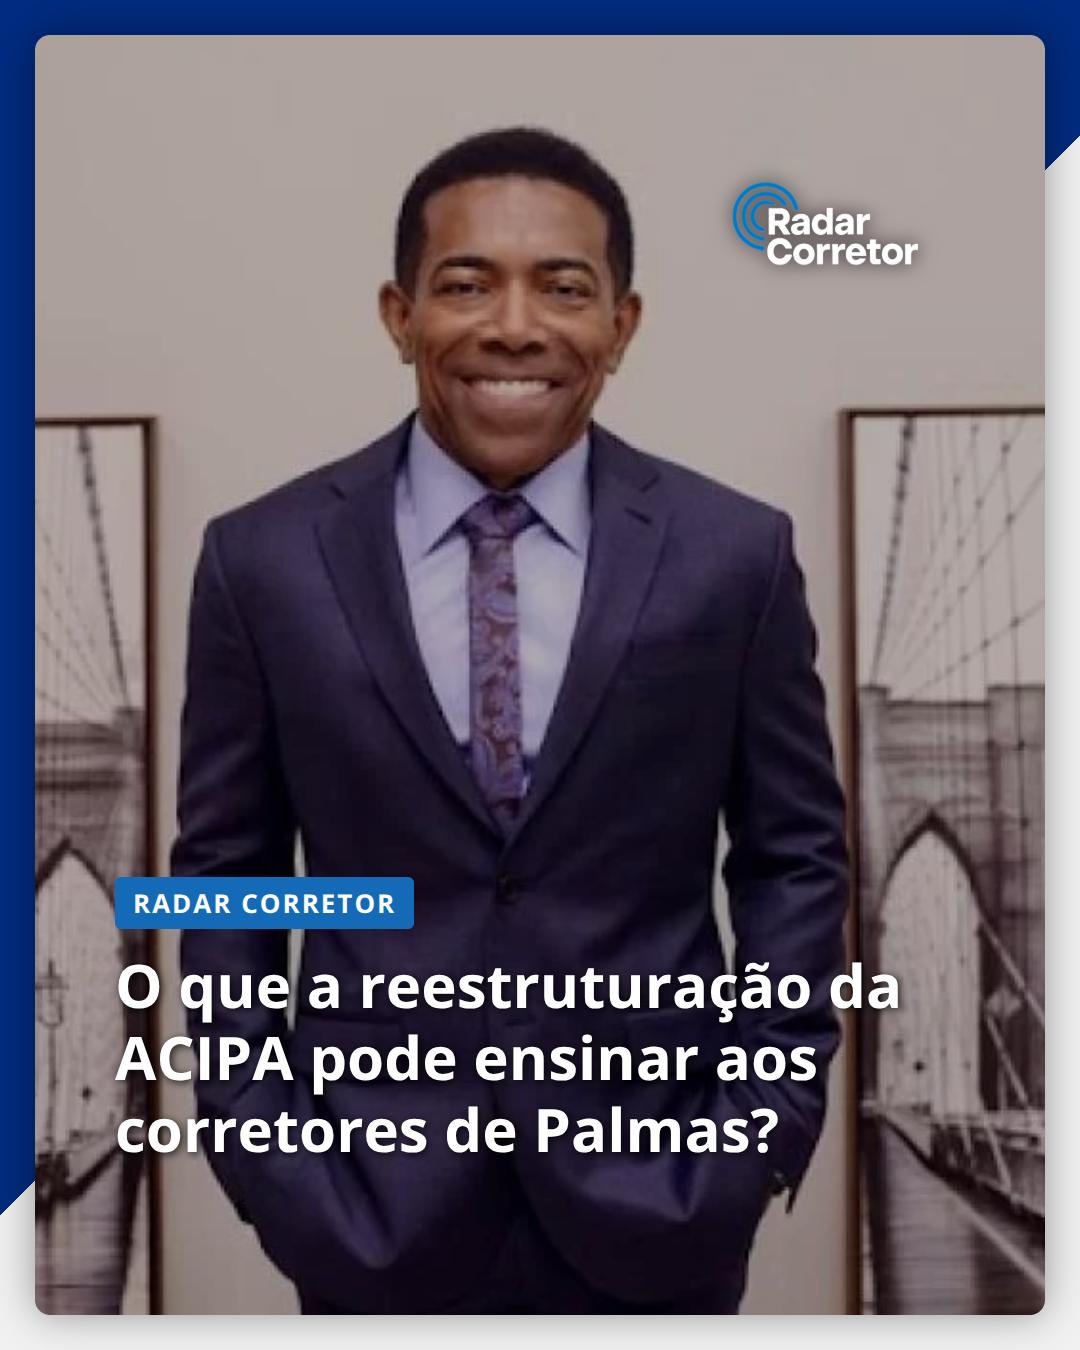 Radar
Corretor
RADAR CORRETOR
O que a reestruturação da
ACIPA pode ensinar aos
corretores de Palmas?